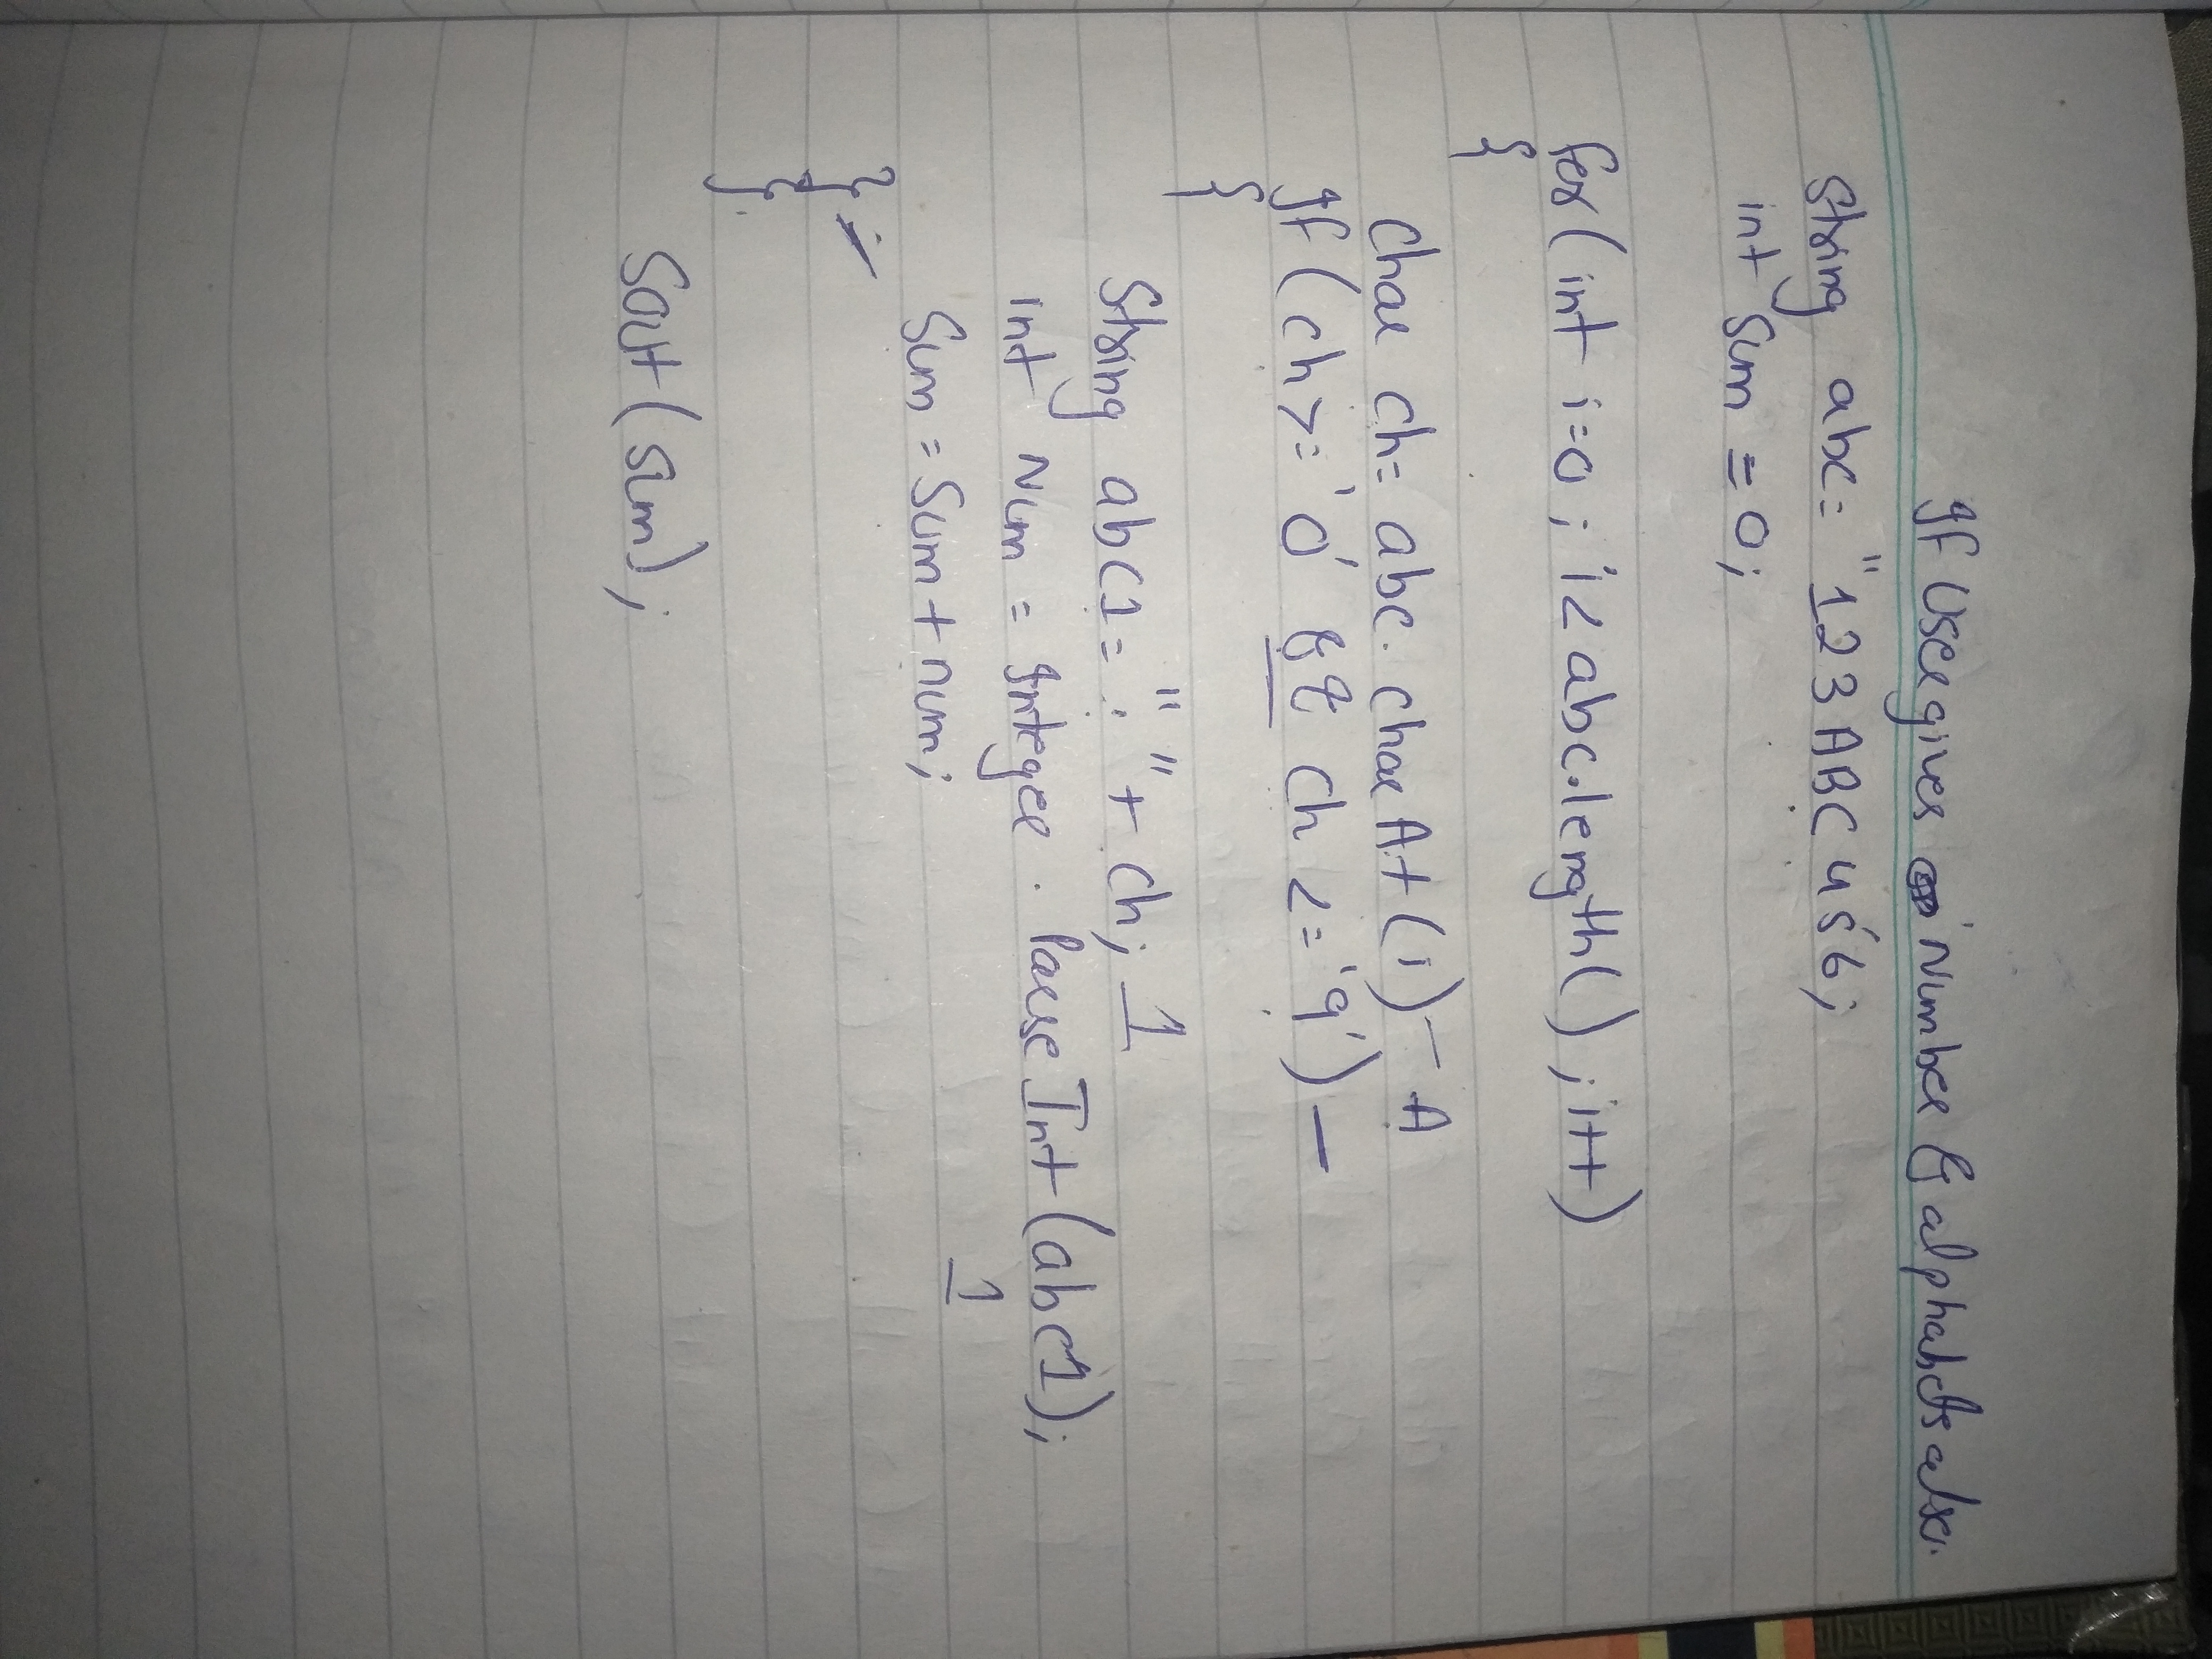 If user gives Number & alphabets also.
String abc = "123ABC456;
int Sum = 0;
for(int i=0; i<abc.length(); i++)
{
Char ch = abc.charAt(i) - A
If (ch >= '0' && ch <= '9') -
{
String abc1 = " " + ch; 1
int Num = Integer. ParseInt(abc1);
1
Sum = Sum + num;
}
}
Sout (sum);